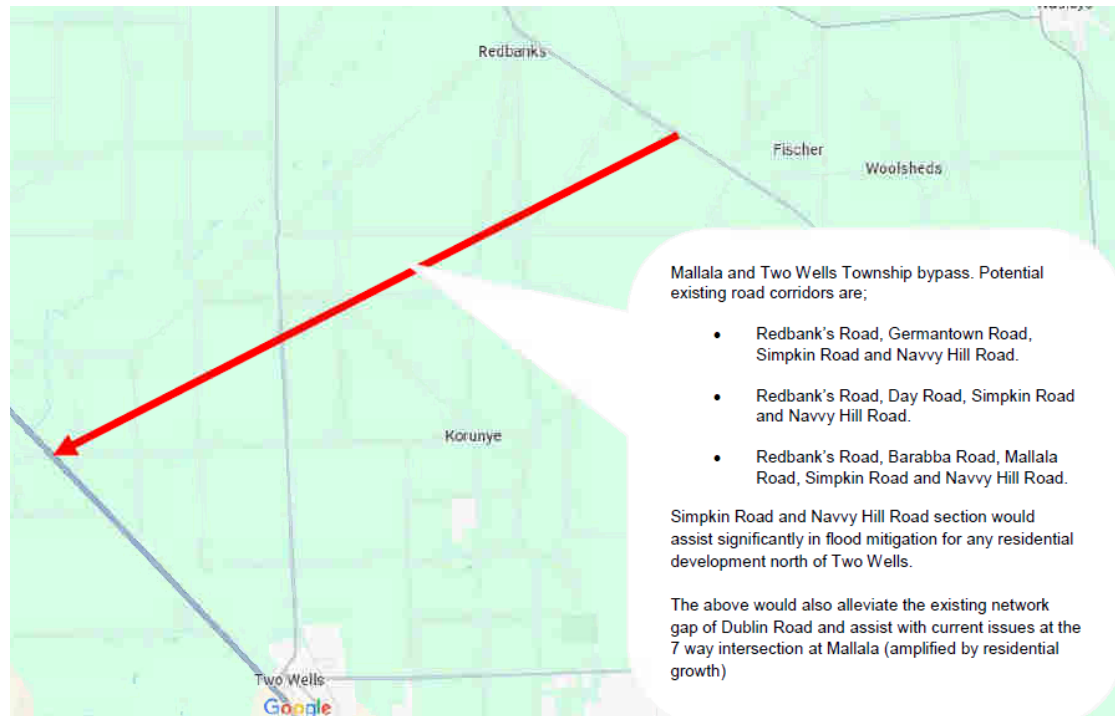 Redbanks
Fischer
Woolsheds
Mallala and Two Wells Township bypass. Potential
existing road corridors are;
• Redbank's Road, Germantown Road,
Simpkin Road and Navvy Hill Road.
• Redbank's Road, Day Road, Simpkin Road
and Navvy Hill Road.
• Redbank's Road, Barabba Road, Mallala
Road, Simpkin Road and Navvy Hill Road.
Simpkin Road and Navvy Hill Road section would
assist significantly in flood mitigation for any residential
development north of Two Wells.
The above would also alleviate the existing network
gap of Dublin Road and assist with current issues at the
7 way intersection at Mallala (amplified by residential
growth)
Korunye
Two Wells
Google